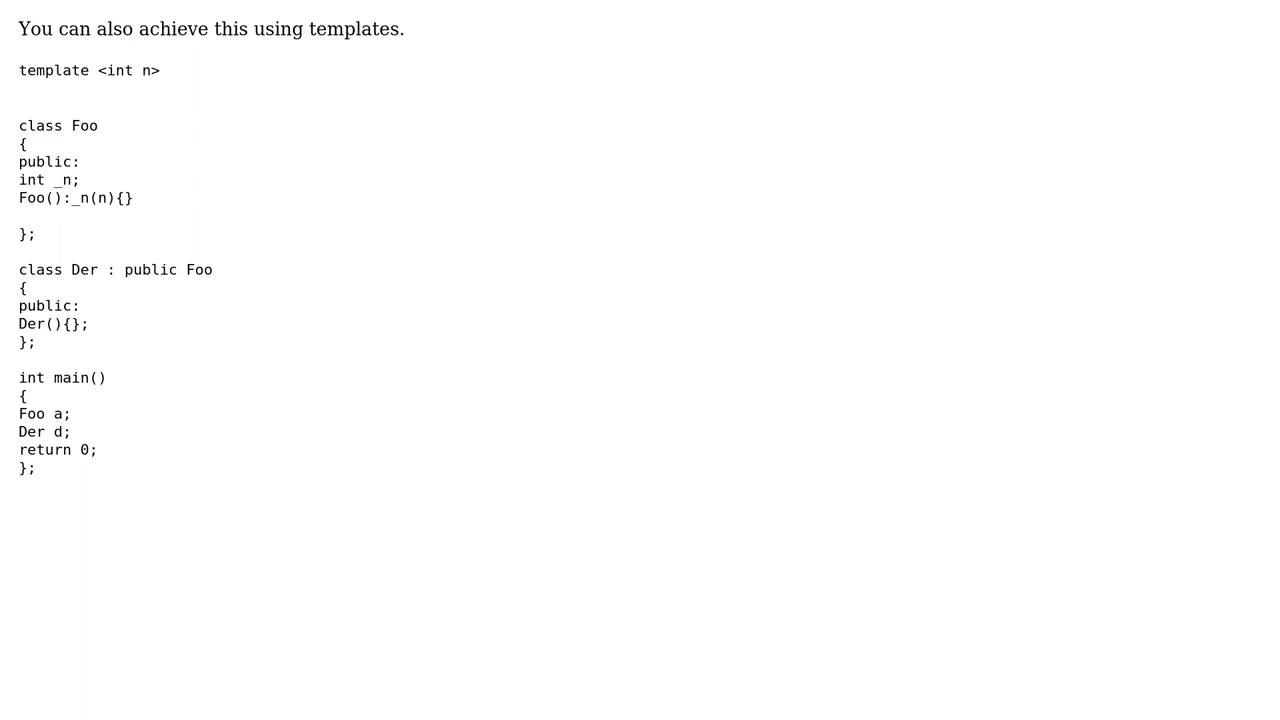 You can also achieve this using templates.
template <int n>
class Foo
{
public:
int _n;
Foo():_n(n){}
};
class Der : public Foo
{
public:
Der(){};
};
int main()
{
Foo a;
Der d;
return 0;
};